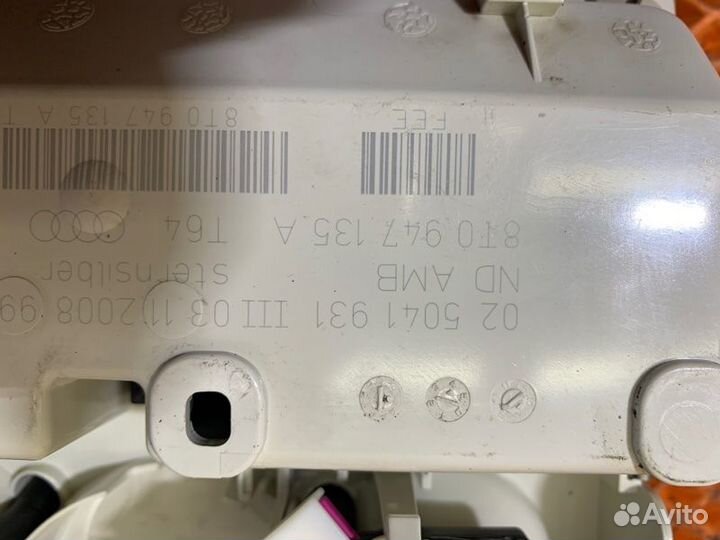 02 5041 931 III 03 11 2008 99
ND AMB sternsilber
8T0.947 135 A T64
FEE 8T0 947 135 A T
Avito